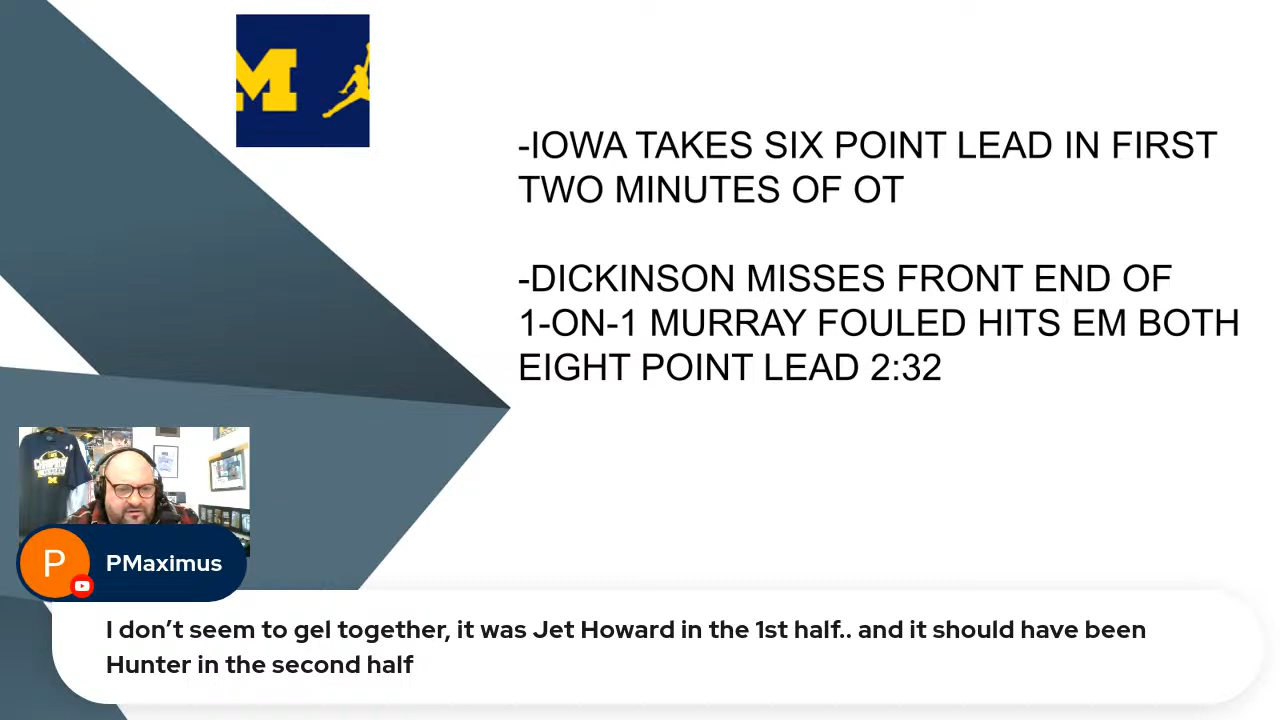 M
-IOWA TAKES SIX POINT LEAD IN FIRST
TWO MINUTES OF OT
-DICKINSON MISSES FRONT END OF
1-ON-1 MURRAY FOULED HITS EM BOTH
EIGHT POINT LEAD 2:32
P
PMaximus
I don’t seem to gel together, it was Jet Howard in the 1st half.. and it should have been
Hunter in the second half